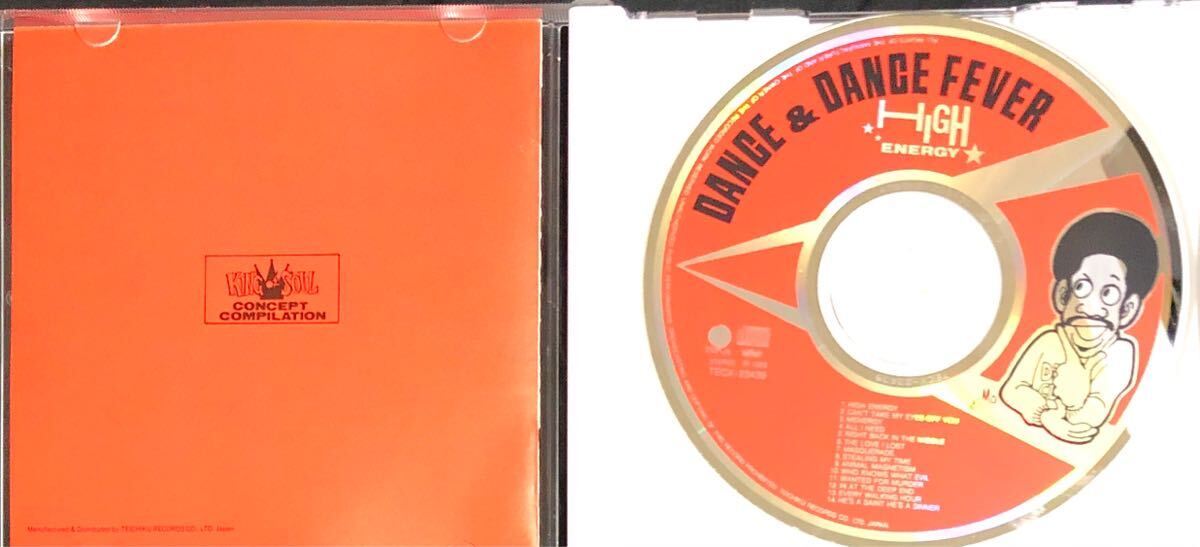 KING OF SOUL
CONCEPT
COMPILATION
Manufactured & Distributed by TEICHIKU RECORDS CO., LTD. Japan
DANCE & DANCE FEVER
HIGH
ENERGY
1. HIGH ENERGY
2. CAN'T TAKE MY EYES OFF YOU
3. MENERGY
4. ALL I NEED
5. RIGHT BACK IN THE MIDDLE
6. THE LOVE I LOST
7. MASQUERADE
8. STEALING MY TIME
9. ANIMAL MAGNETISM
10. WHO KNOWS WHAT EVIL
11. WANTED FOR MURDER
12. IN AT THE DEEP END
13. EVERY WALKING HOUR
14. HE'S A SAINT HE'S A SINNER